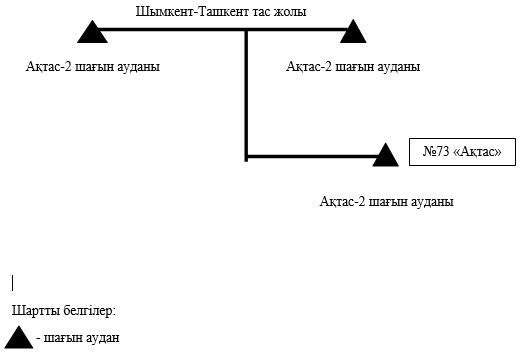 Шымкент-Ташкент тас жолы
Ақтас-2 шағын ауданы
Ақтас-2 шағын ауданы
№73 «Ақтас»
Ақтас-2 шағын ауданы
Шартты белгілер:
- шағын аудан